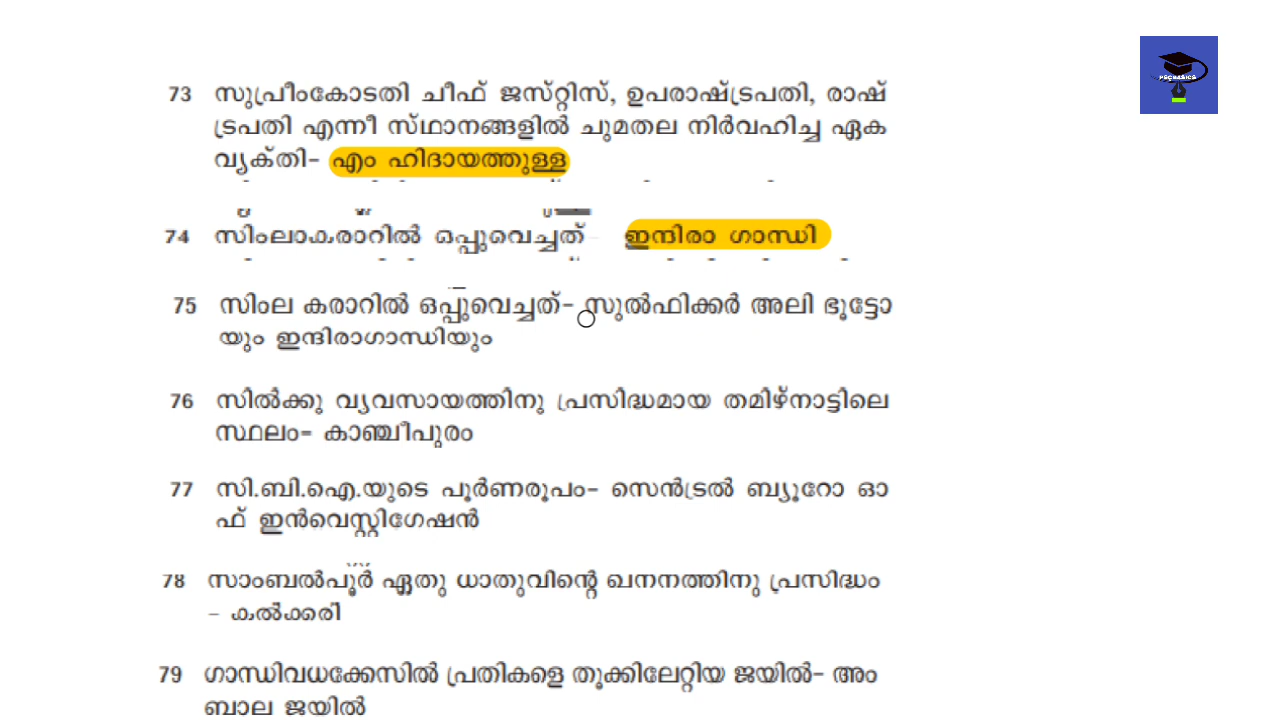 73 സുപ്രീംകോടതി ചീഫ് ജസ്റ്റിസ്, ഉപരാഷ്ട്രപതി, രാഷ്
ട്രപതി എന്നീ സ്ഥാനങ്ങളിൽ ചുമതല നിർവഹിച്ച ഏക
വ്യക്തി- എം ഹിദായത്തുള്ള
74 സിംലാകരാറിൽ ഒപ്പുവെച്ചത്- ഇന്ദിരാ ഗാന്ധി
75 സിംല കരാറിൽ ഒപ്പുവെച്ചത്- സുൽഫിക്കർ അലി ഭൂട്ടോ
യും ഇന്ദിരാഗാന്ധിയും
76 സിൽക്കു വ്യവസായത്തിനു പ്രസിദ്ധമായ തമിഴ്നാട്ടിലെ
സ്ഥലം- കാഞ്ചീപുരം
77 സി.ബി.ഐ.യുടെ പൂർണരൂപം- സെൻട്രൽ ബ്യൂറോ ഓ
ഫ് ഇൻവെസ്റ്റിഗേഷൻ
78 സാംബൽപൂർ ഏതു ധാതുവിന്റെ ഖനനത്തിനു പ്രസിദ്ധം
- കൽക്കരി
79 ഗാന്ധിവധക്കേസിൽ പ്രതികളെ തൂക്കിലേറ്റിയ ജയിൽ- അം
ബാല ജയിൽ